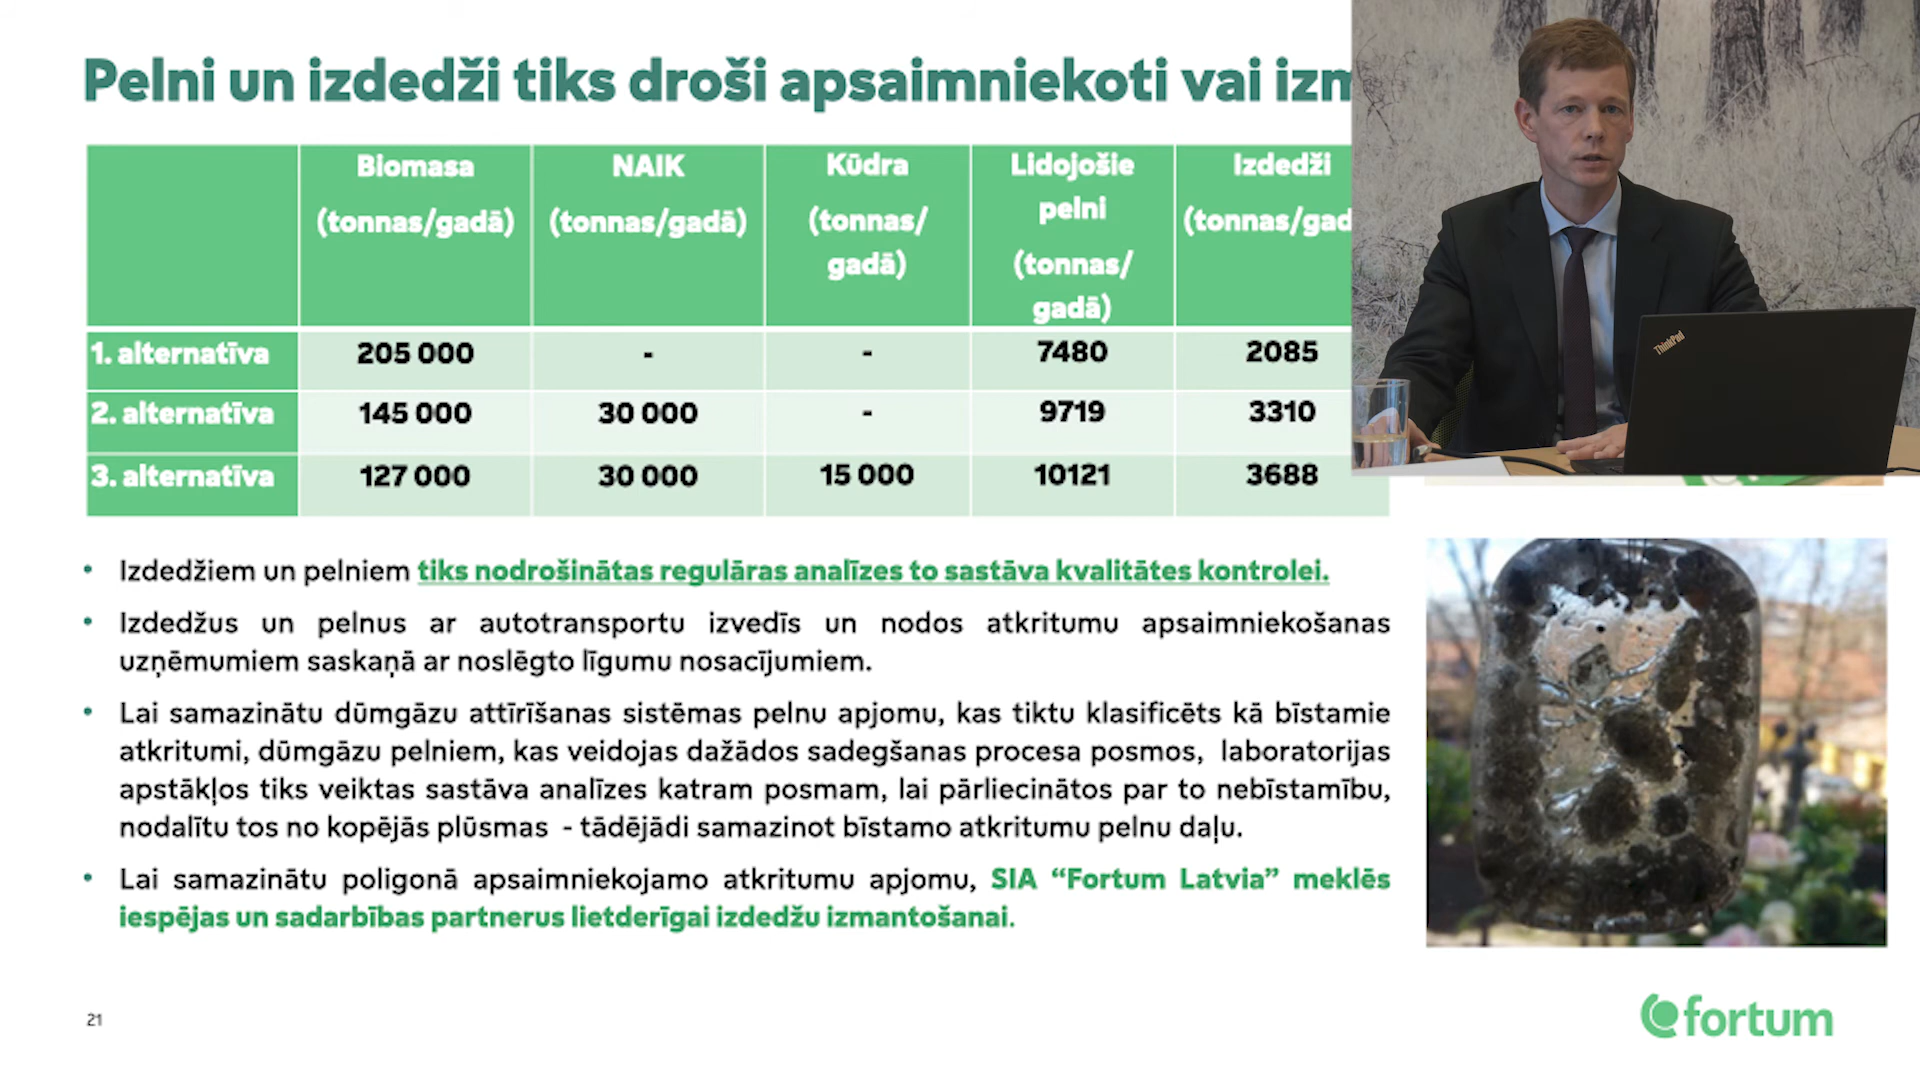 Pelni un izdedži tiks droši apsaimniekoti vai
Biomasa
(tonnas/gadā)
NAIK
(tonnas/gadā)
Kūdra
(tonnas/
gadā)
Lidojošie
pelni
(tonnas/
gadā)
Izdedži
1. alternatīva 205 000 - - 7480 2085
2. alternatīva 145 000 30 000 - 9719 3310
3. alternatīva 127 000 30 000 15 000 10121 3688
• Izdedžiem un pelniem tiks nodrošinātas regulāras analīzes to sastāva kvalitātes kontrolei.
• Izdedžus un pelnus ar autotransportu izvedīs un nodos atkritumu apsaimniekošanas
uzņēmumiem saskaņā ar noslēgto līgumu nosacījumiem.
• Lai samazinātu dūmgāzu attīrīšanas sistēmas pelnu apjomu, kas tiktu klasificēts kā bīstamie
atkritumi, dūmgāzu pelniem, kas veidojas dažādos sadegšanas procesa posmos, laboratorijas
apstākļos tiks veiktas sastāva analīzes katram posmam, lai pārliecinātos par to nebīstamību,
nodalītu tos no kopējās plūsmas - tādējādi samazinot bīstamo atkritumu pelnu daļu.
• Lai samazinātu poligonā apsaimniekojamo atkritumu apjomu, SIA “Fortum Latvia” meklēs
iespējas un sadarbības partnerus lietderīgai izdedžu izmantošanai.
21
fortum
ThinkPad